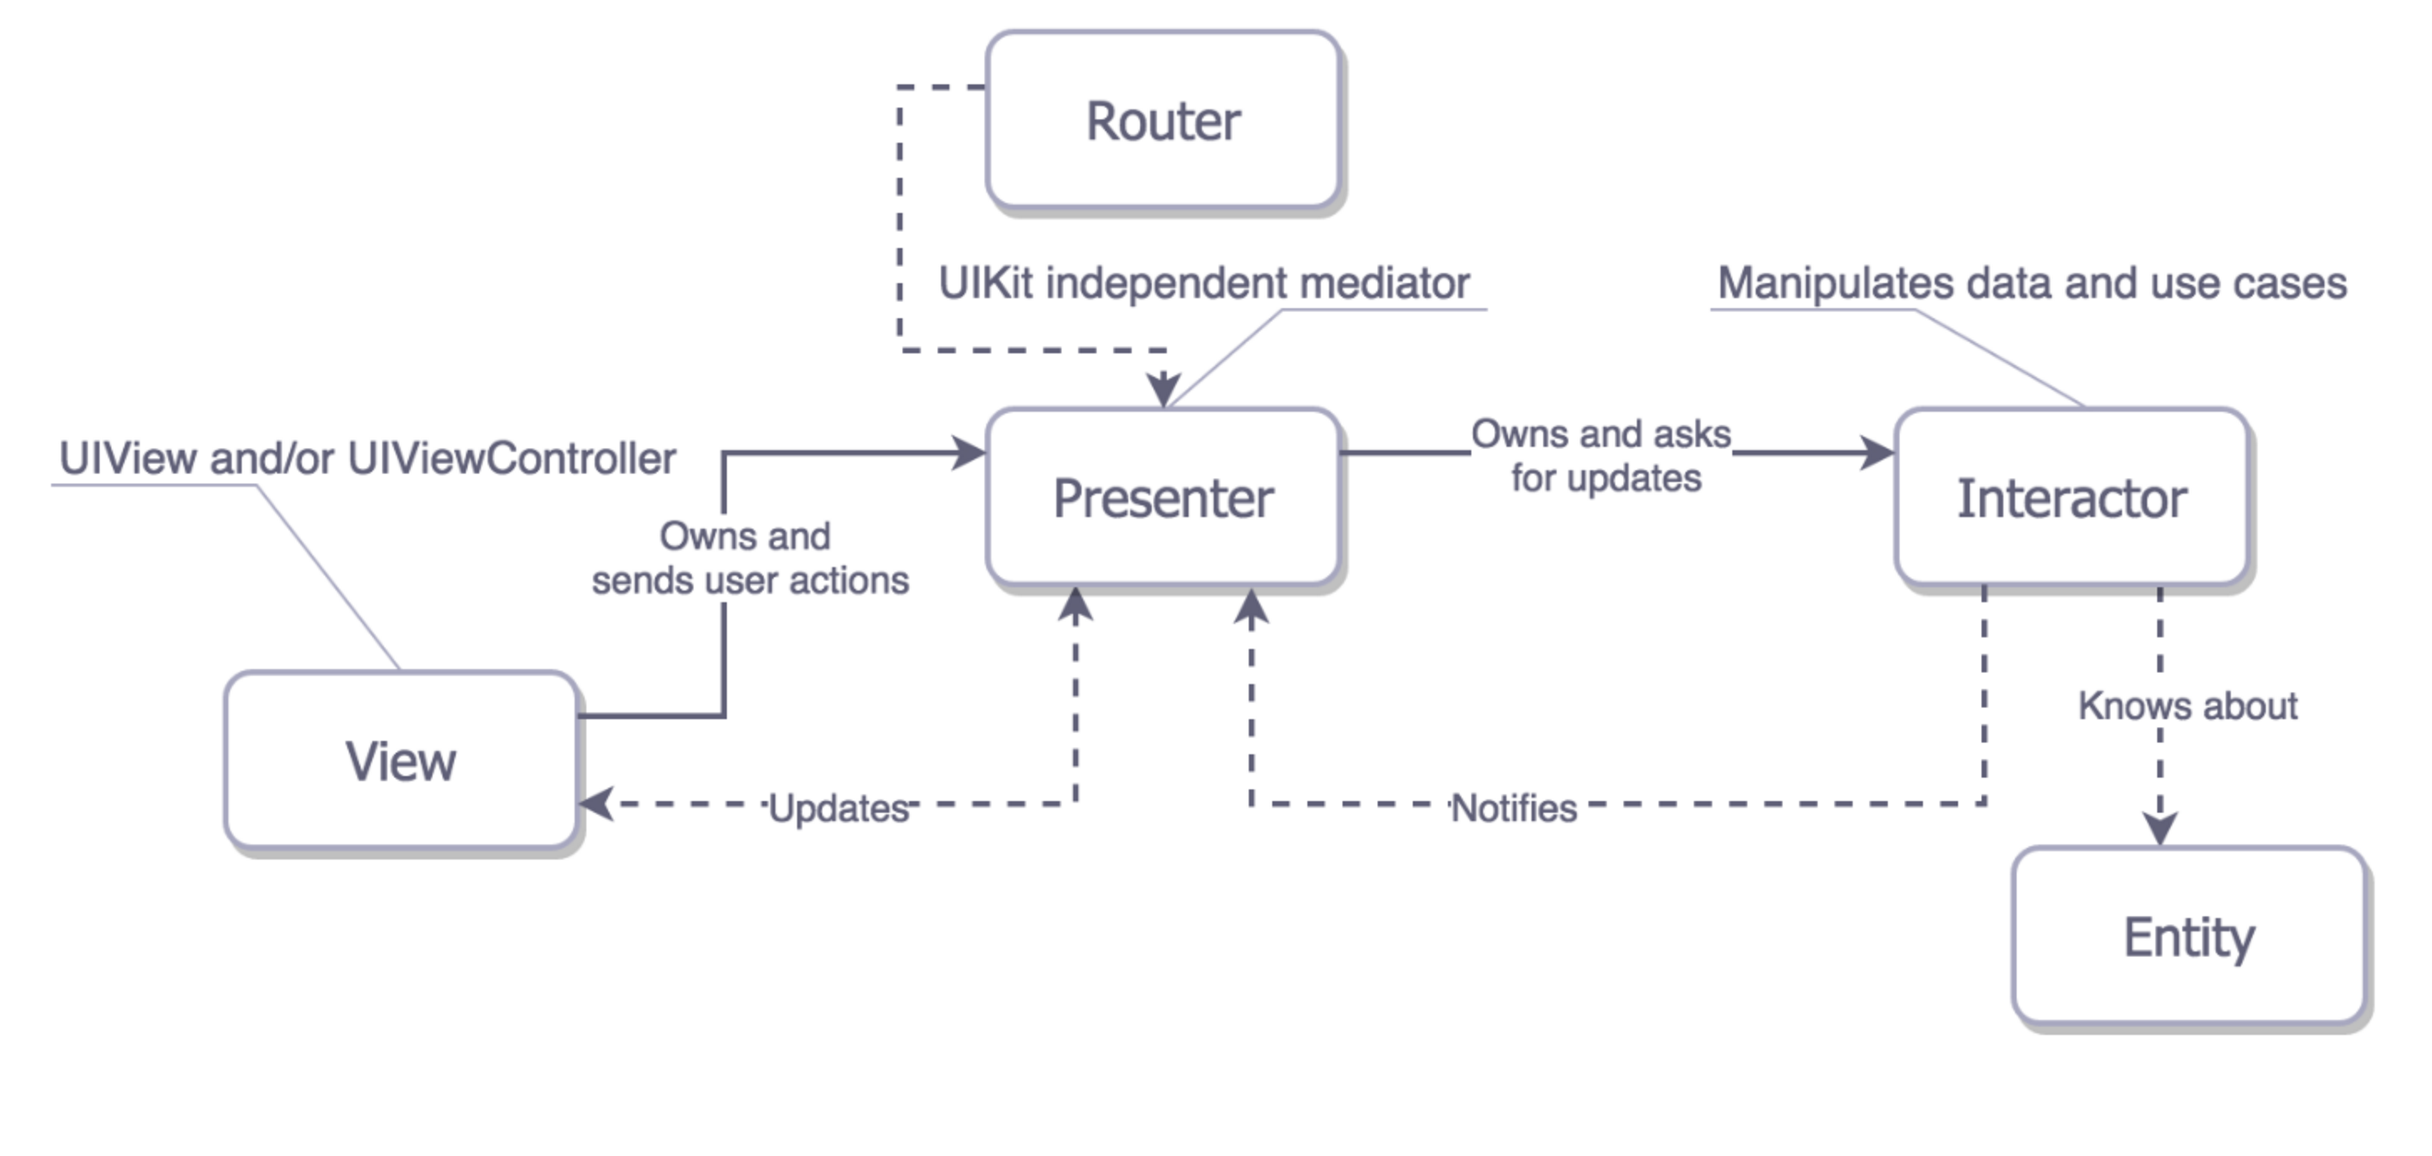 Router
UIKit independent mediator
Manipulates data and use cases
UIView and/or UIViewController
Owns and asks
for updates
Presenter
Interactor
Owns and
sends user actions
Knows about
View
Updates
Notifies
Entity